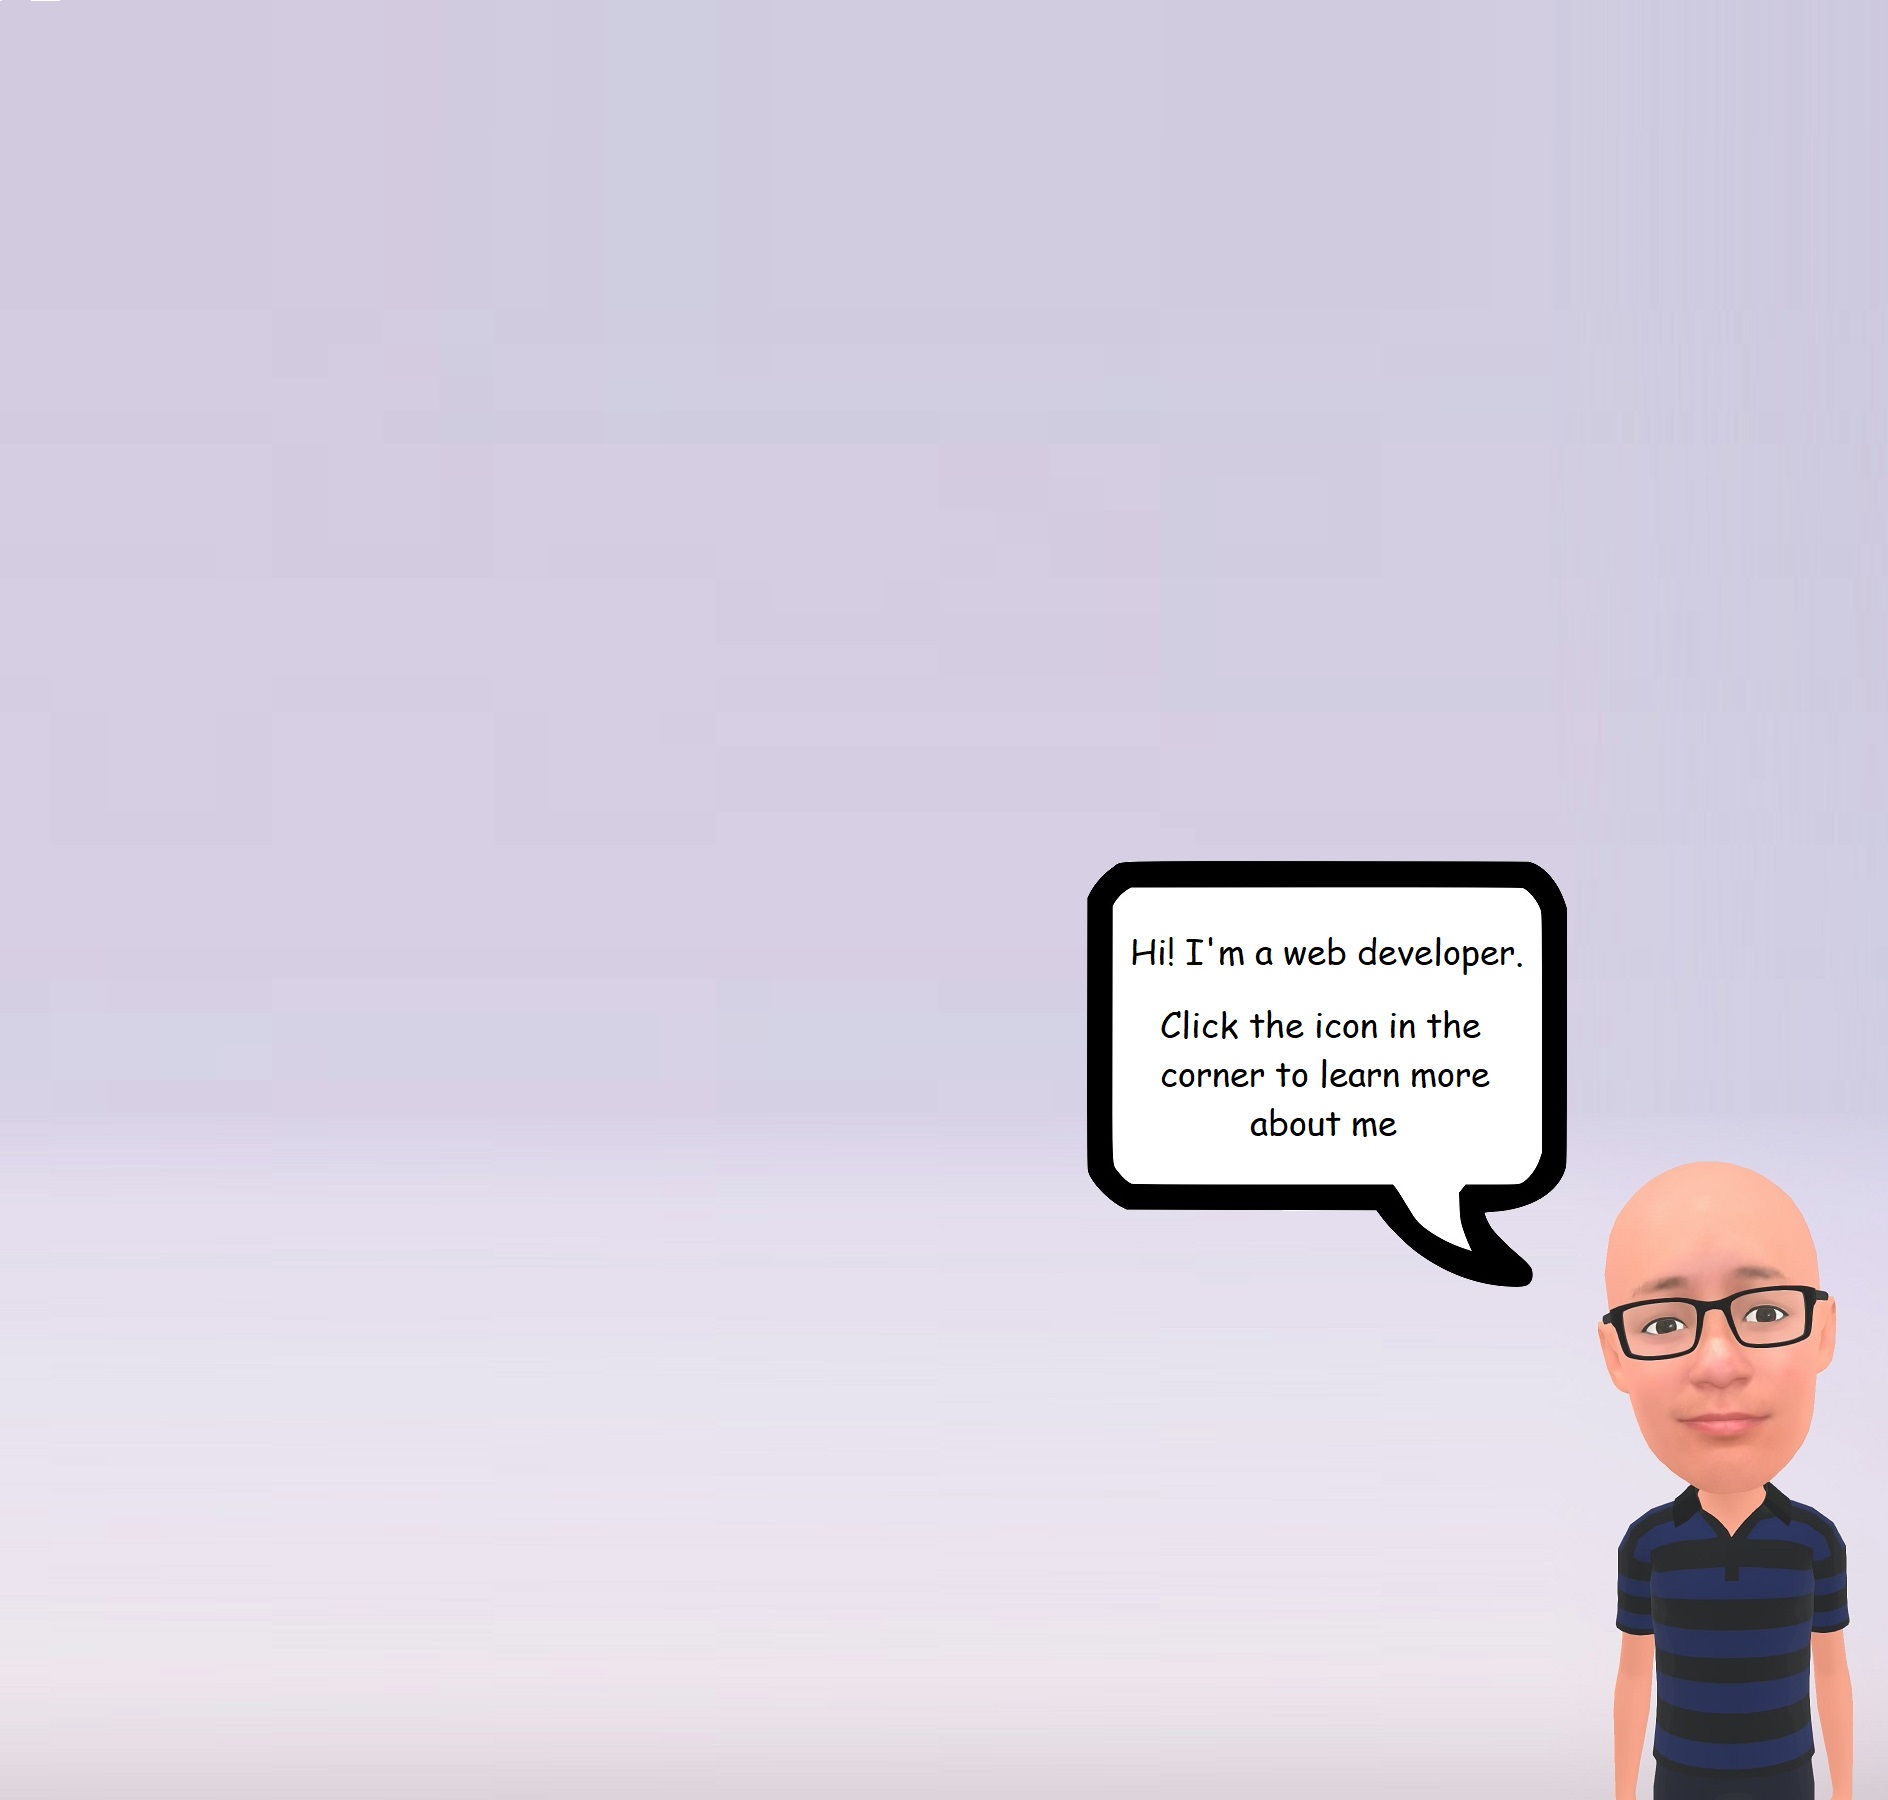 Hi! I'm a web developer.
Click the icon in the
corner to learn more
about me